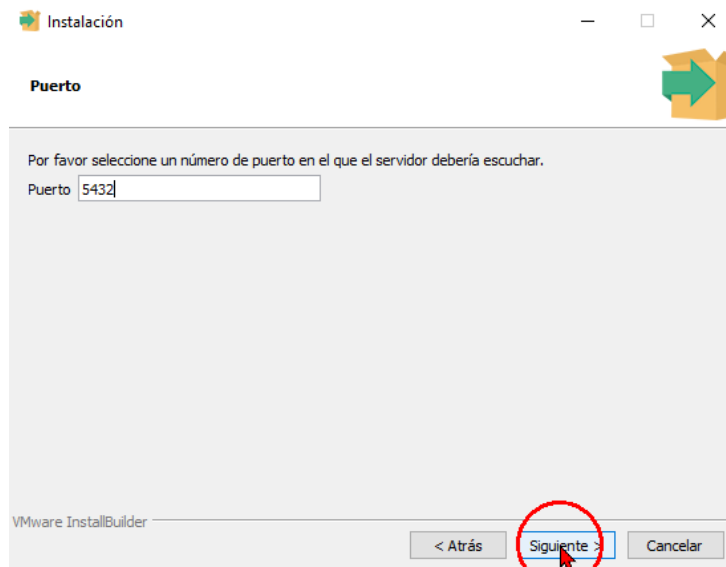 Instalación
Puerto
Por favor seleccione un número de puerto en el que el servidor debería escuchar.
Puerto 5432
VMware InstallBuilder
< Atrás Siguiente > Cancelar